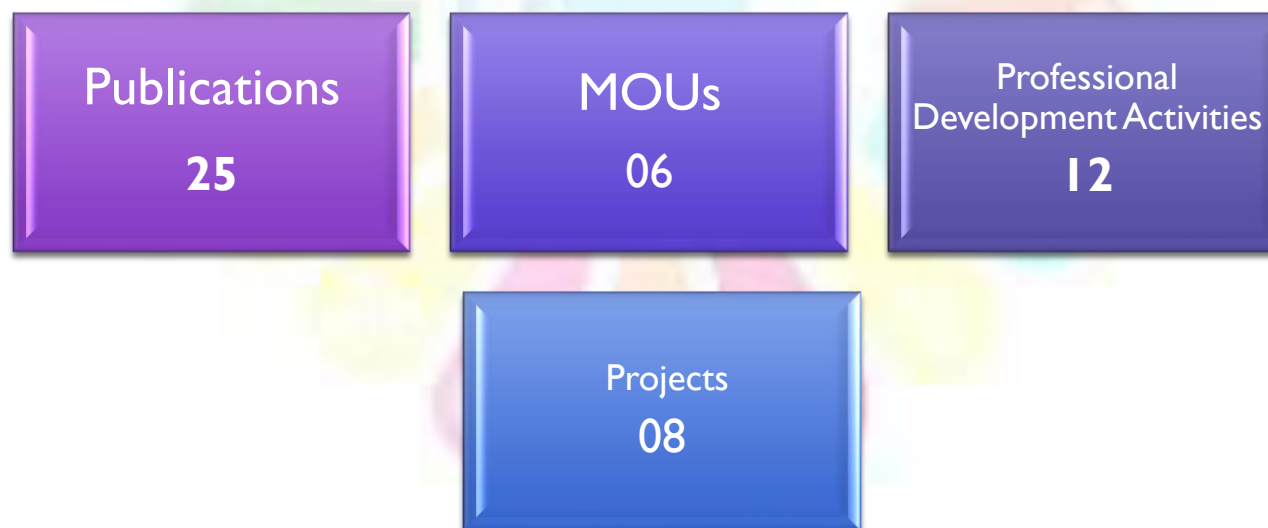 Publications
25
MOUs
06
Professional
Development Activities
12
Projects
08